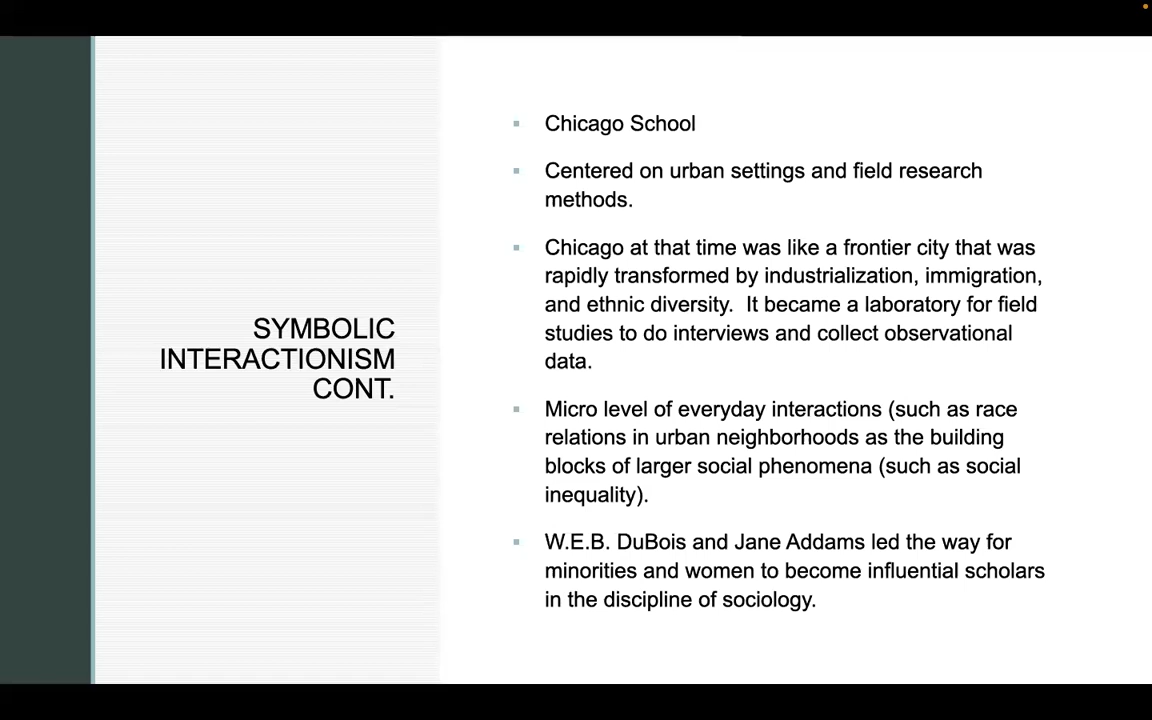 SYMBOLIC
INTERACTIONISM
CONT.
Chicago School
Centered on urban settings and field research
methods.
Chicago at that time was like a frontier city that was
rapidly transformed by industrialization, immigration,
and ethnic diversity.  It became a laboratory for field
studies to do interviews and collect observational
data.
Micro level of everyday interactions (such as race
relations in urban neighborhoods as the building
blocks of larger social phenomena (such as social
inequality).
W.E.B. DuBois and Jane Addams led the way for
minorities and women to become influential scholars
in the discipline of sociology.